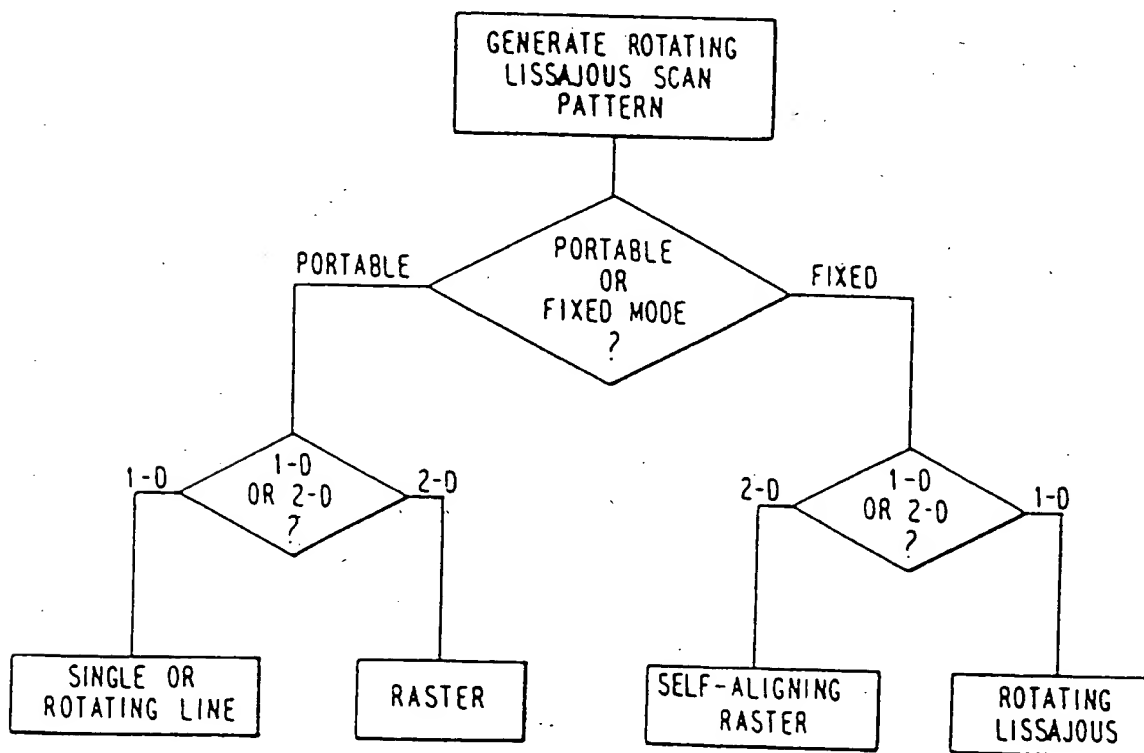 GENERATE ROTATING
LISSAJOUS SCAN
PATTERN
PORTABLE
OR
FIXED MODE
?
PORTABLE
FIXED
1-D
OR 2-D
?
1-D
2-D
1-D
OR 2-D
?
2-D
1-D
SINGLE OR
ROTATING LINE
RASTER
SELF-ALIGNING
RASTER
ROTATING
LISSAJOUS